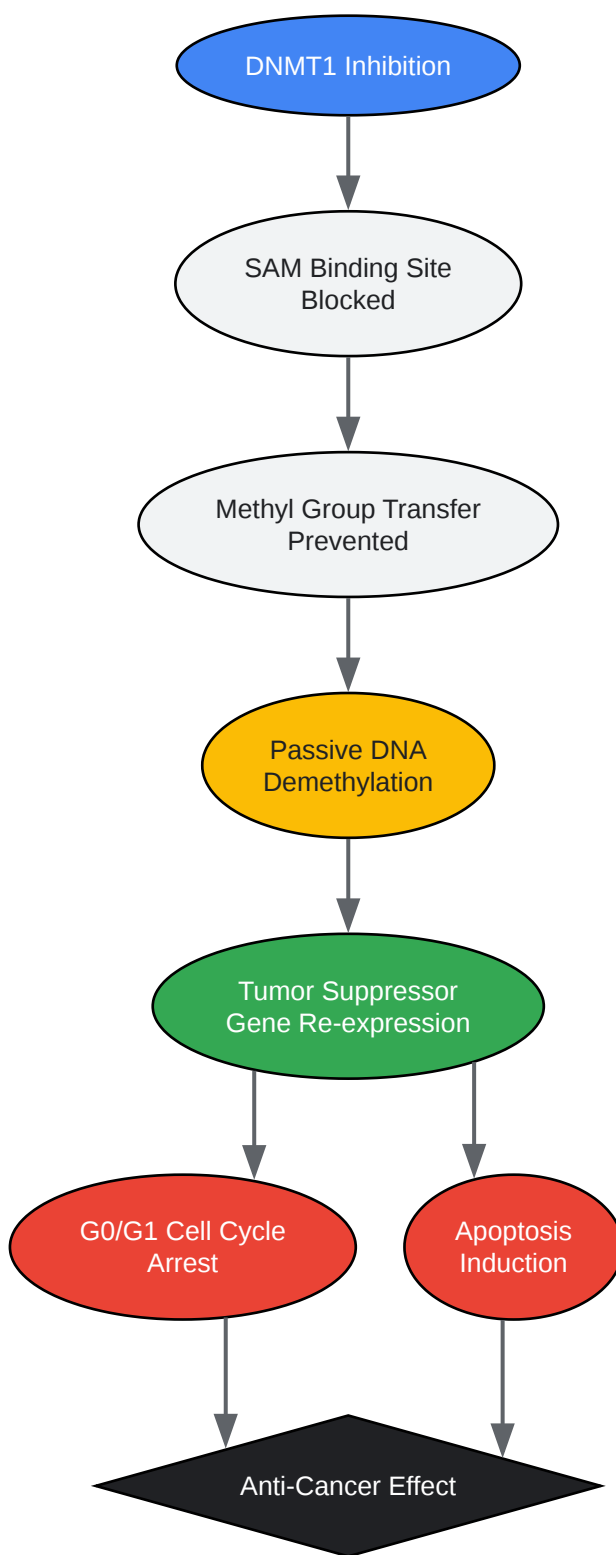 DNMT1 Inhibition
SAM Binding Site
Blocked
Methyl Group Transfer
Prevented
Passive DNA
Demethylation
Tumor Suppressor
Gene Re-expression
G0/G1 Cell Cycle
Arrest
Apoptosis
Induction
Anti-Cancer Effect